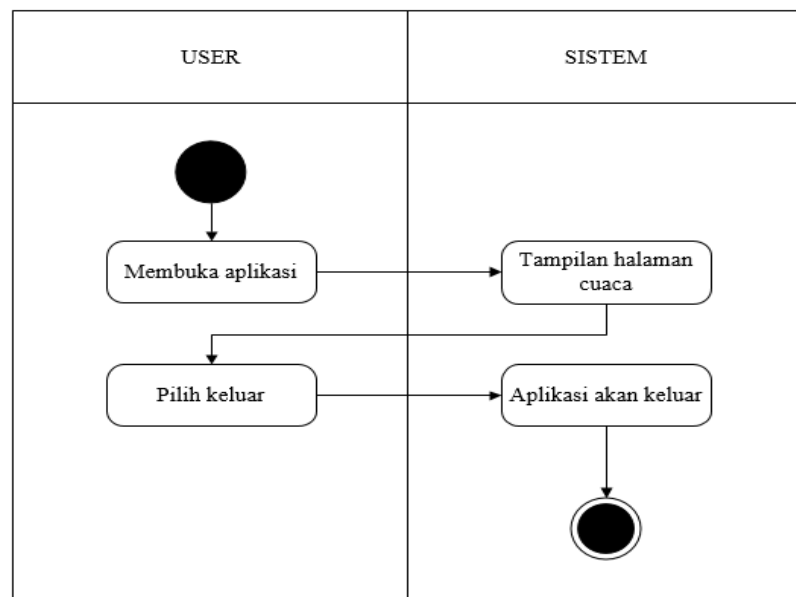 USER
SISTEM
Membuka aplikasi
Tampilan halaman
cuaca
Pilih keluar
Aplikasi akan keluar